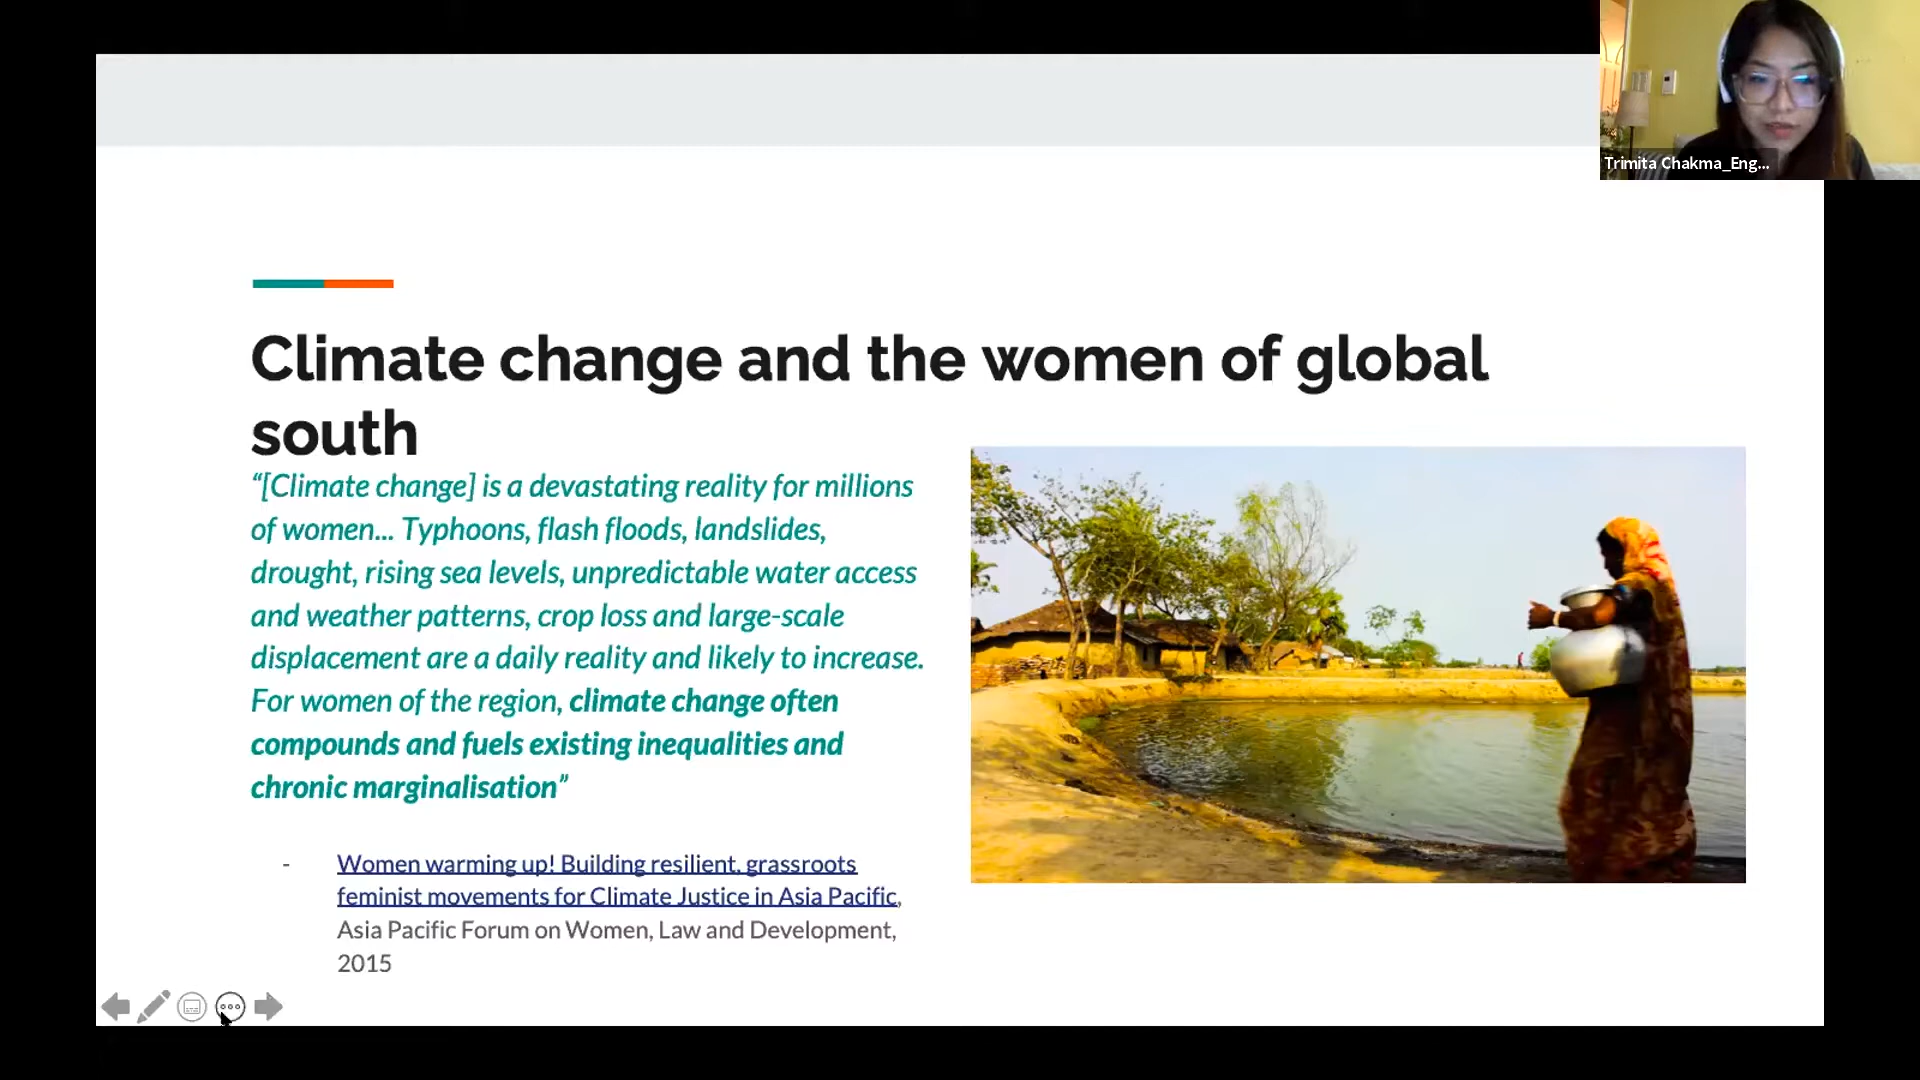 Trimita Chakma_Eng...
Climate change and the women of global
south
“[Climate change] is a devastating reality for millions
of women... Typhoons, flash floods, landslides,
drought, rising sea levels, unpredictable water access
and weather patterns, crop loss and large-scale
displacement are a daily reality and likely to increase.
For women of the region, climate change often
compounds and fuels existing inequalities and
chronic marginalisation”
- Women warming up! Building resilient, grassroots
feminist movements for Climate Justice in Asia Pacific,
Asia Pacific Forum on Women, Law and Development,
2015